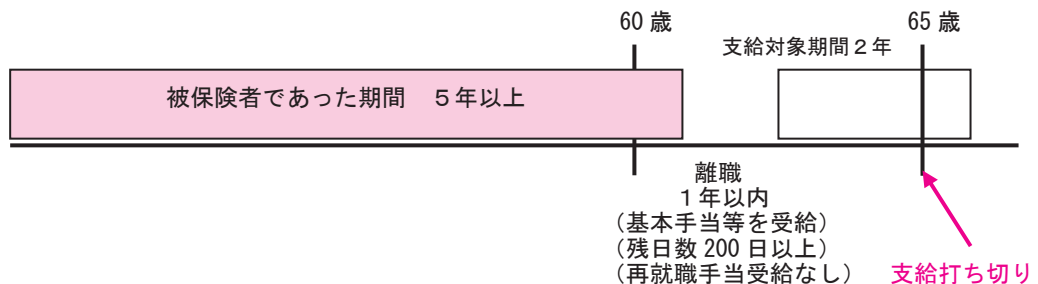 60 歳
65 歳
支給対象期間２年
被保険者であった期間　５年以上
離職
１年以内
（基本手当等を受給）
（残日数 200 日以上）
（再就職手当受給なし）
支給打ち切り